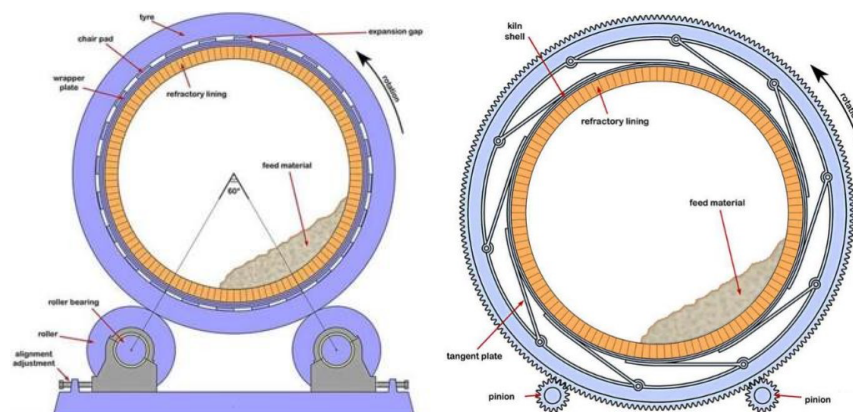 tyre
expansion gap
chair pad
wrapper
plate
refractory lining
rotation
60°
feed material
roller bearing
roller
alignment
adjustment
kiln
shell
refractory lining
feed material
tangent plate
pinion
pinion